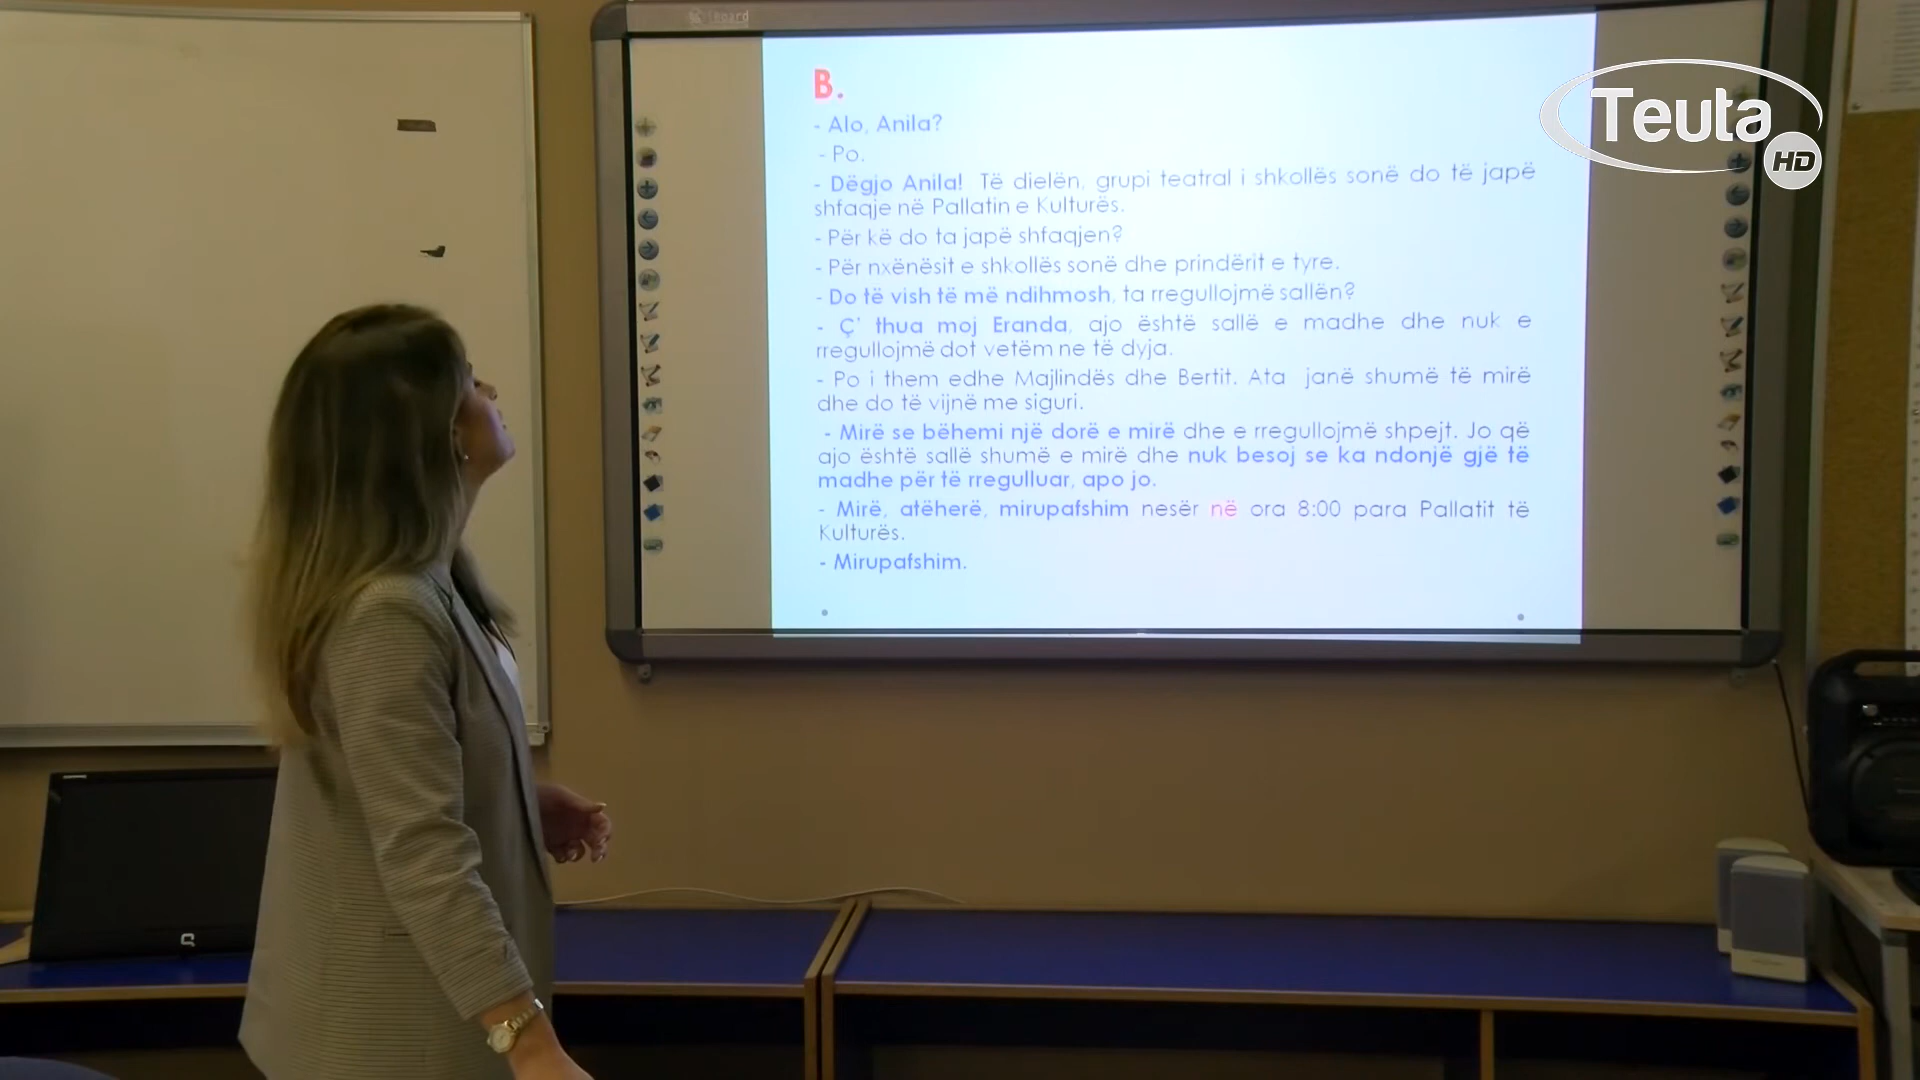 B.
- Alo, Anila?
- Po.
- Dëgjo Anila! Të dielën, grupi teatral i shkollës sonë do të japë
shfaqje në Pallatin e Kulturës.
- Për kë do ta japë shfaqjen?
- Për nxënësit e shkollës sonë dhe prindërit e tyre.
- Do të vish të më ndihmosh, ta rregullojmë sallën?
- Ç' thua moj Eranda, ajo është sallë e madhe dhe nuk e
rregullojmë dot vetëm ne të dyja.
- Po i them edhe Majlindës dhe Bertit. Ata janë shumë të mirë
dhe do të vijnë me siguri.
- Mirë se bëhemi një dorë e mirë dhe e rregullojmë shpejt. Jo që
ajo është sallë shumë e mirë dhe nuk besoj se ka ndonjë gjë të
madhe për të rregulluar, apo jo.
- Mirë, atëherë, mirupafshim nesër në ora 8:00 para Pallatit të
Kulturës.
- Mirupafshim.
Teuta
HD